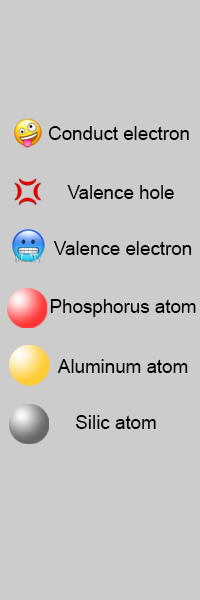 Conduct electron
Valence hole
Valence electron
Phosphorus atom
Aluminum atom
Silic atom